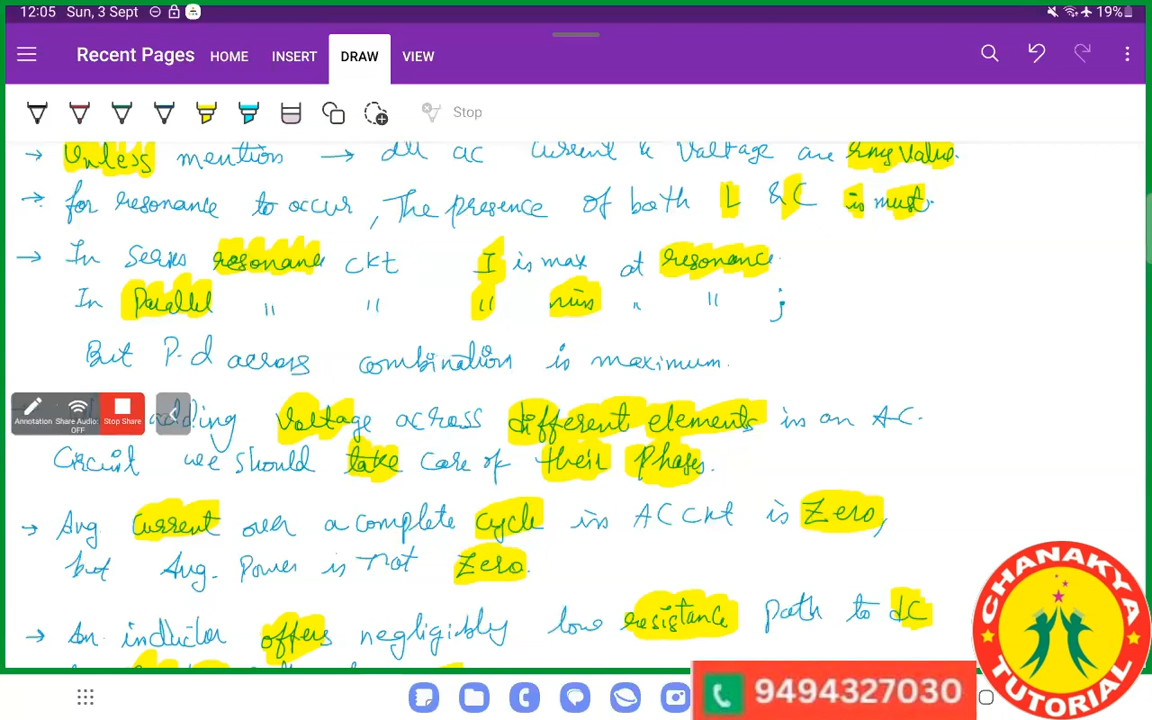 12:05 Sun, 3 Sept 19%
Recent Pages HOME INSERT DRAW VIEW
Stop
→ Unless mention → all ac current & Voltage are rms value.
→ for resonance to occur, The presence of both L & C is must.
→ In Series resonance ckt I is max at resonance.
In Parallel " " " min " " ;
But P.d across combination is maximum.
adding Voltage across different elements in an AC.
Circuit we should take care of their phases.
→ Avg Current over a complete cycle in AC CKt is Zero,
but Avg. Power is not Zero.
→ An inductor offers negligibly low resistance path to dC
Annotation Share Audio: OFF Stop Share
CHANAKYA TUTORIAL
9494327030